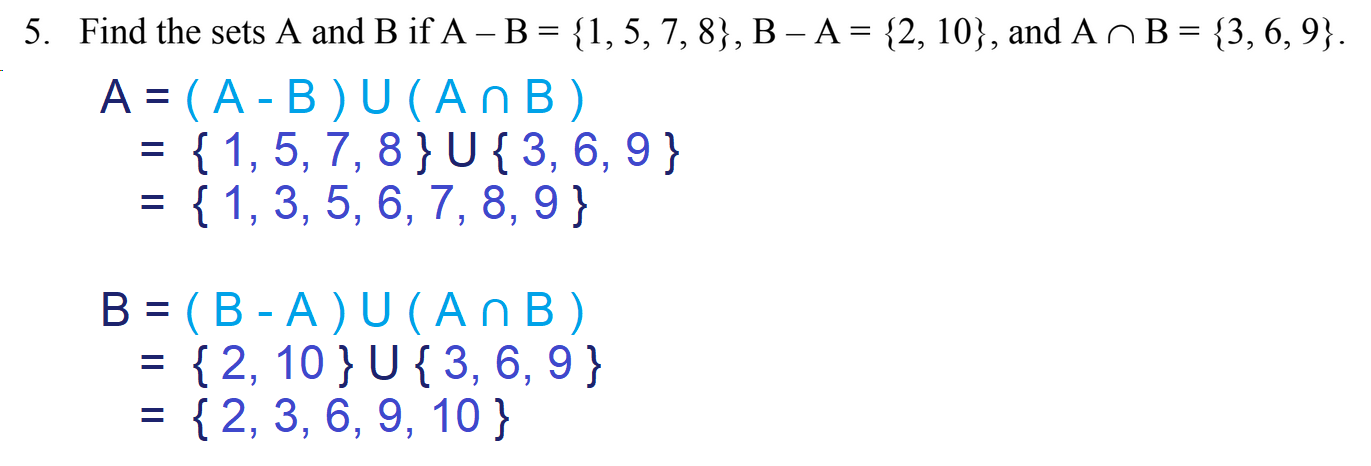 5. Find the sets A and B if A – B = {1, 5, 7, 8}, B – A = {2, 10}, and A ∩ B = {3, 6, 9}.
A = ( A - B ) U ( A ∩ B )
= { 1, 5, 7, 8 } U { 3, 6, 9 }
= { 1, 3, 5, 6, 7, 8, 9 }
B = ( B - A ) U ( A ∩ B )
= { 2, 10 } U { 3, 6, 9 }
= { 2, 3, 6, 9, 10 }